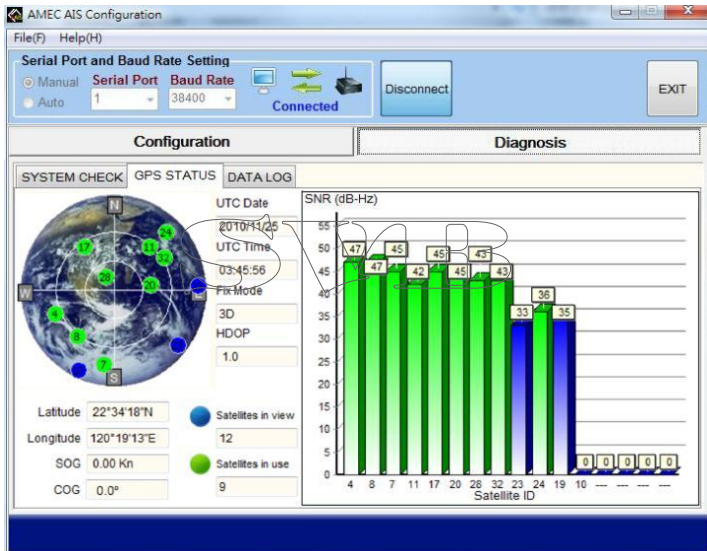 AMEC AIS Configuration
File(F) Help(H)
Serial Port and Baud Rate Setting
Manual Serial Port Baud Rate
Auto 1 38400
Connected
Disconnect
EXIT
Configuration Diagnosis
SYSTEM CHECK GPS STATUS DATA LOG
UTC Date
2010/11/25
UTC Time
03:45:56
Fix Mode
3D
HDOP
1.0
N
W
E
S
17
24
11
32
28
20
4
8
7
Latitude 22°34'18"N
Longitude 120°19'13"E
SOG 0.00 Kn
COG 0.0°
Satellites in view
12
Satellites in use
9
SNR (dB-Hz)
55
50
45
40
35
30
25
20
15
10
5
0
47 47 45 42 45 45 43 43 33 36 35 0 0 0 0 0
4 8 7 11 17 20 28 32 23 24 19 10 --- --- --- ---
Satellite ID
SVMB